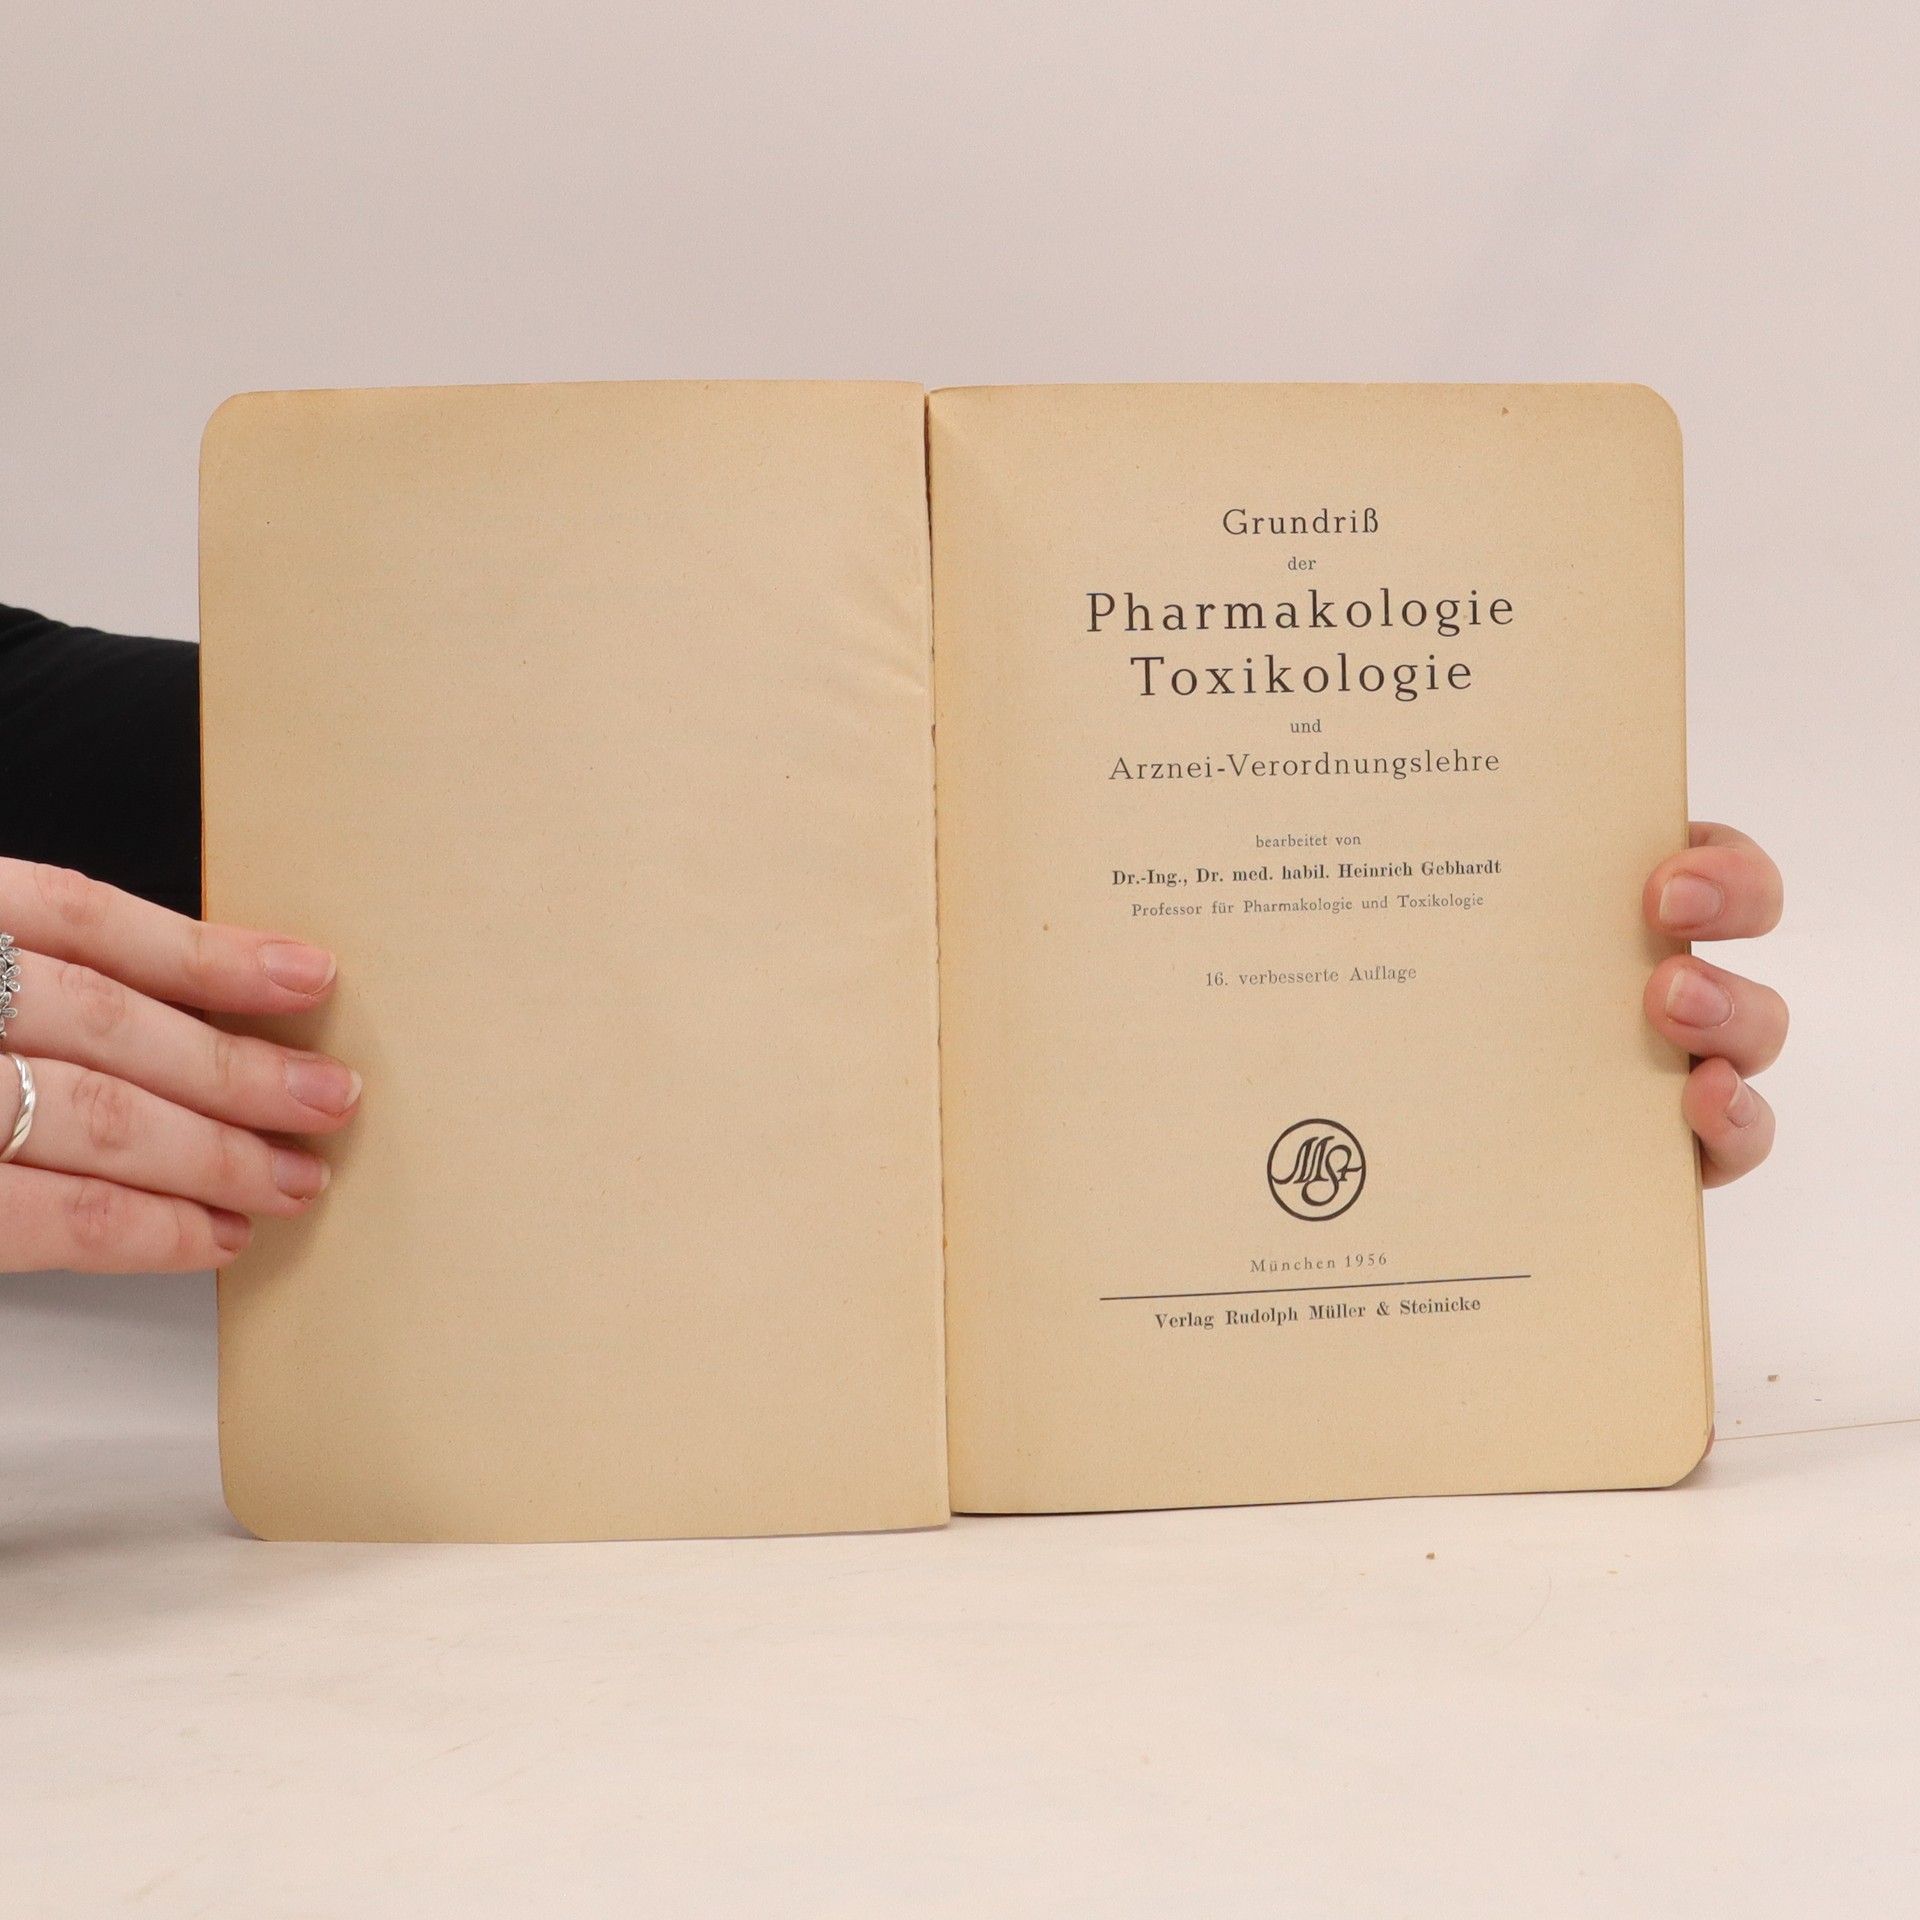 Grundriß
der
Pharmakologie
Toxikologie
und
Arznei-Verordnungslehre
bearbeitet von
Dr.-Ing., Dr. med. habil. Heinrich Gebhardt
Professor für Pharmakologie und Toxikologie
16. verbesserte Auflage
MSt
München 1956
Verlag Rudolph Müller & Steinicke